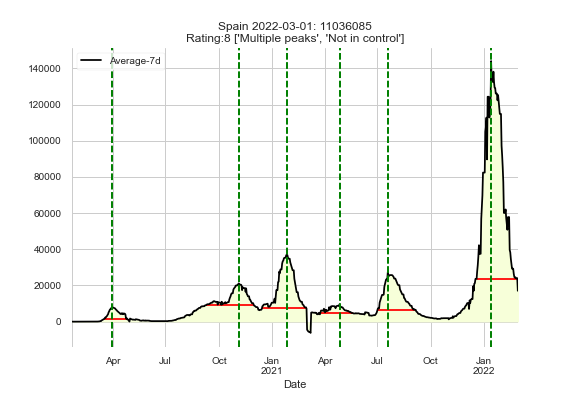 Spain 2022-03-01: 11036085
Rating:8 ['Multiple peaks', 'Not in control']
Average-7d
140000
120000
100000
80000
60000
40000
20000
0
Apr Jul Oct Jan Apr Jul Oct Jan
2021 2022
Date